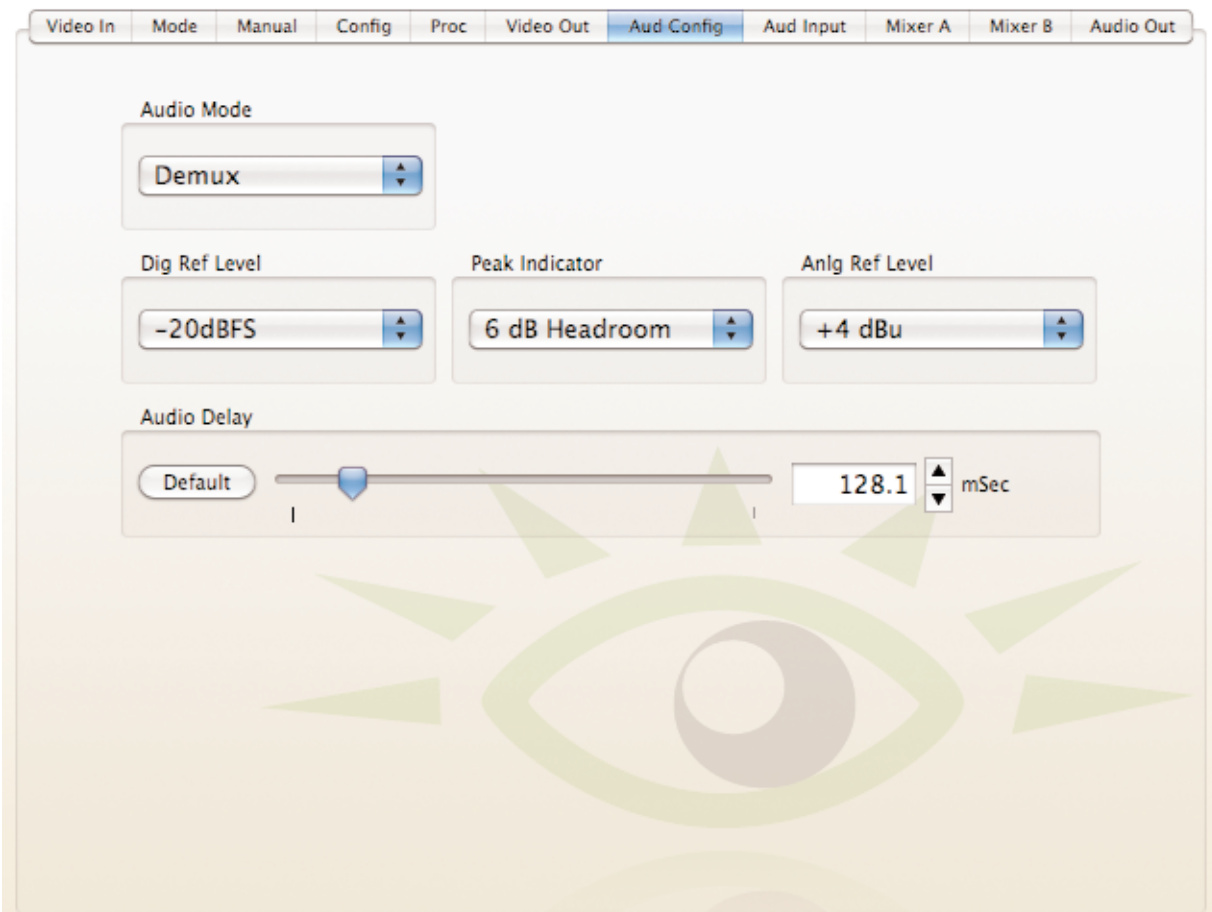 Video In Mode Manual Config Proc Video Out Aud Config Aud Input Mixer A Mixer B Audio Out
Audio Mode
Demux
Dig Ref Level Peak Indicator Anlg Ref Level
-20dBFS 6 dB Headroom +4 dBu
Audio Delay
Default 128.1 mSec